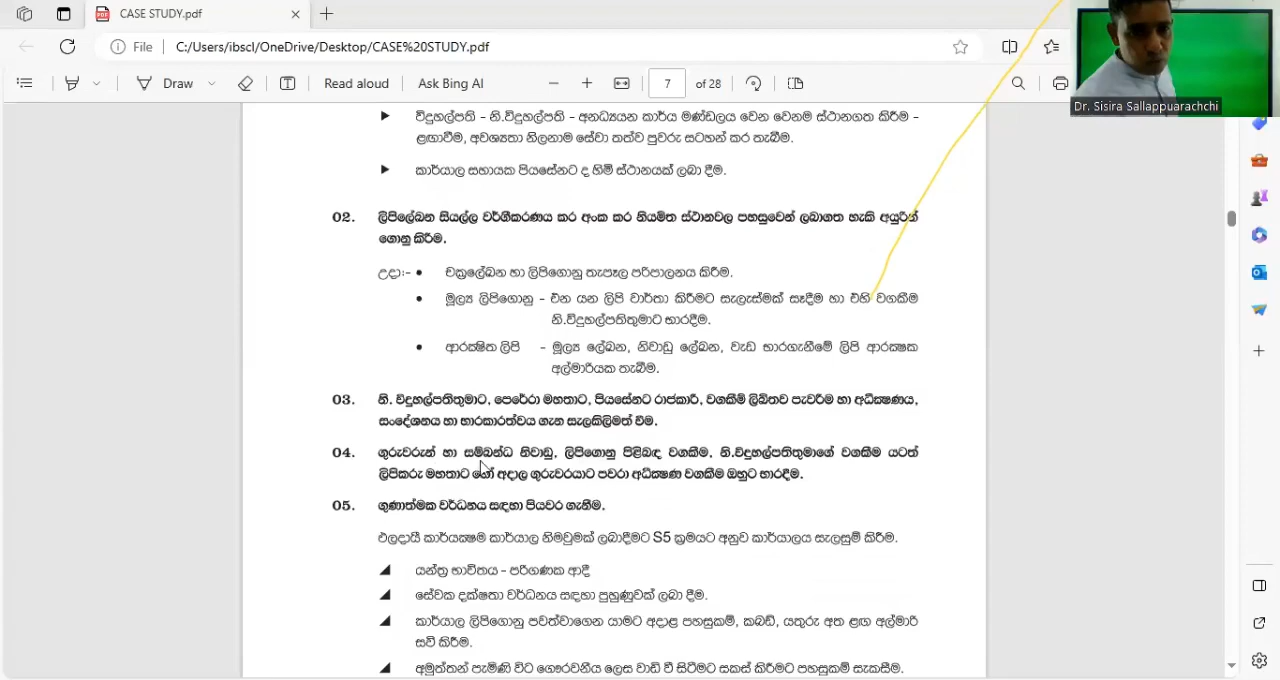 CASE STUDY.pdf
File
C:/Users/ibscl/OneDrive/Desktop/CASE%20STUDY.pdf
Draw
Read aloud
Ask Bing AI
7
of 28
Dr. Sisira Sallappuarachchi
▶ විදුහල්පති - නි.විදුහල්පති - අනධ්‍යයන කාර්ය මණ්ඩලය වෙන වෙනම ස්ථානගත කිරීම -
ළඟාවීම, අවශ්‍යතා නිලනාම සේවා තත්ව පුවරු සටහන් කර තැබීම.
▶ කාර්යාල සහායක පියසේනට ද හිමි ස්ථානයක් ලබා දීම.
02. ලිපිලේඛන සියල්ල වර්ගීකරණය කර අංක කර නියමිත ස්ථානවල පහසුවෙන් ලබාගත හැකි අයුරින්
ගොනු කිරීම.
උදා:- • චක්‍රලේඛන හා ලිපිගොනු තැපෑල පරිපාලනය කිරීම.
• මූල්‍ය ලිපිගොනු - එන යන ලිපි වාර්තා කිරීමට සැලැස්මක් සෑදීම හා එහි වගකීම
නි.විදුහල්පතිතුමාට භාරදීම.
• ආරක්‍ෂිත ලිපි - මූල්‍ය ලේඛන, නිවාඩු ලේඛන, වැඩ භාරගැනීමේ ලිපි ආරක්‍ෂක
අල්මාරියක තැබීම.
03. නි. විදුහල්පතිතුමාට, පෙරේරා මහතාට, පියසේනට රාජකාරි, වගකීම් ලිඛිතව පැවරීම හා අධීක්‍ෂණය,
සංදේශනය හා භාරකාරත්වය ගැන සැලකිලිමත් වීම.
04. ගුරුවරුන් හා සම්බන්ධ නිවාඩු, ලිපිගොනු පිළිබඳ වගකීම, නි.විදුහල්පතිතුමාගේ වගකීම යටත්
ලිපිකරු මහතාට හෝ අදාල ගුරුවරයාට පවරා අධීක්‍ෂණ වගකීම ඔහුට භාරදීම.
05. ගුණාත්මක වර්ධනය සඳහා පියවර ගැනීම.
ඵලදායී කාර්යක්‍ෂම කාර්යාල නිමවුමක් ලබාදීමට S5 ක්‍රමයට අනුව කාර්යාලය සැලසුම් කිරීම.
යන්ත්‍ර භාවිතය - පරිගණක ආදී
සේවක දක්ෂතා වර්ධනය සඳහා පුහුණුවක් ලබා දීම.
කාර්යාල ලිපිගොනු පවත්වාගෙන යාමට අදාළ පහසුකම්, කබඩ්, යතුරු අත ළඟ අල්මාරි
සවි කිරීම.
අමුත්තන් පැමිණි විට ගෞරවනීය ලෙස වාඩි වී සිටීමට සකස් කිරීමට පහසුකම් සැකසීම.